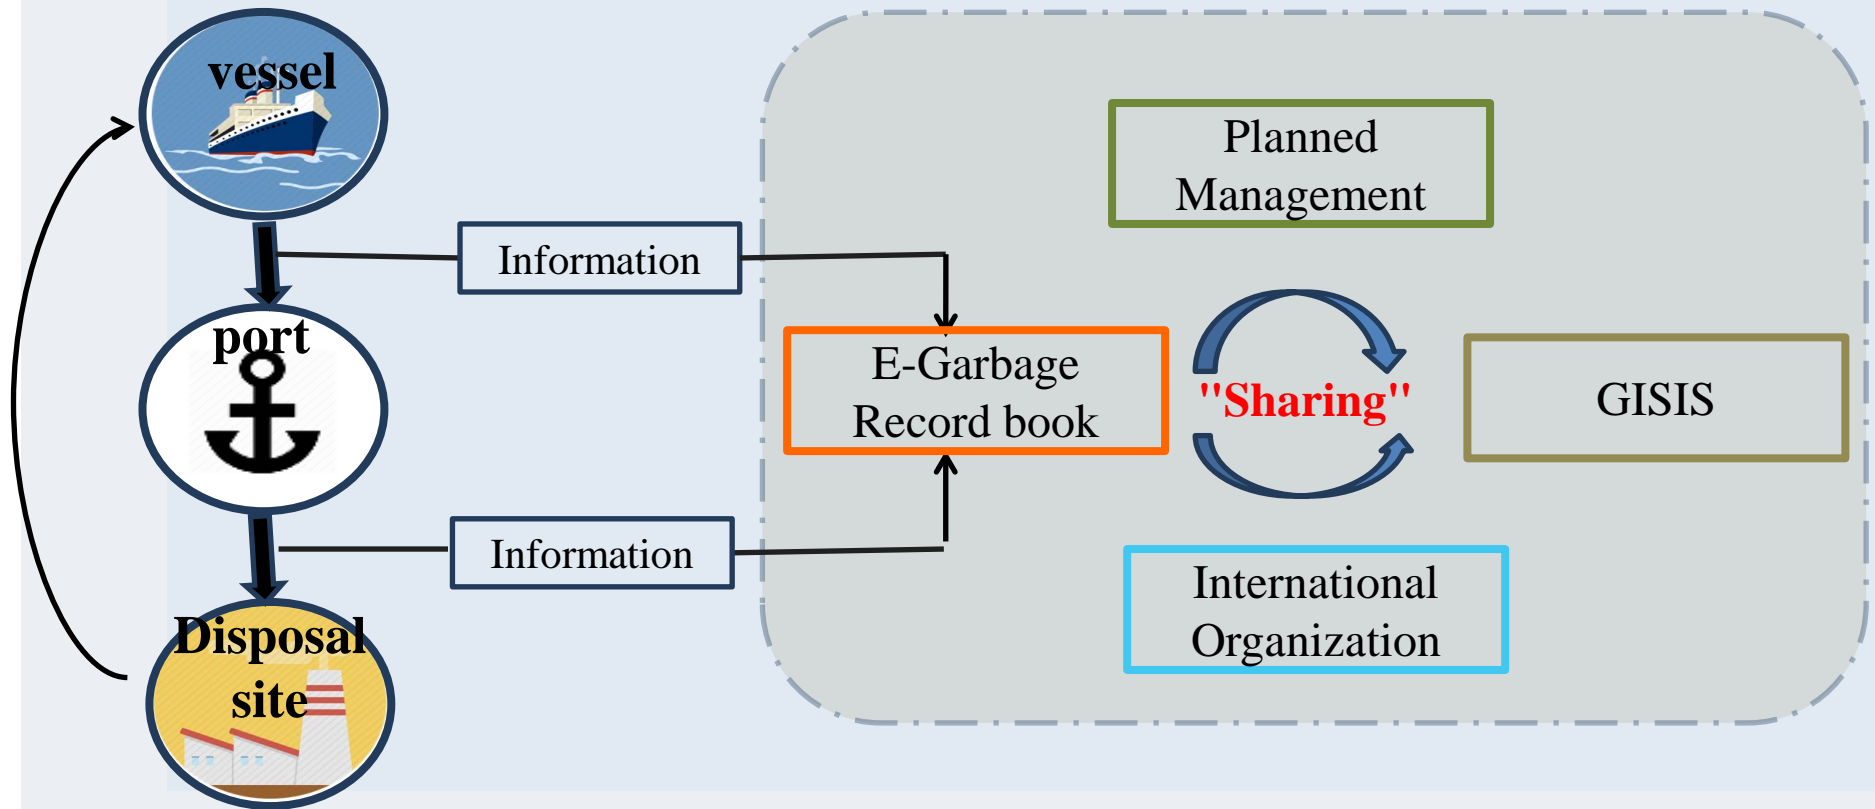 vessel
Planned
Management
Information
port
E-Garbage
Record book
"Sharing"
GISIS
Information
International
Organization
Disposal
site